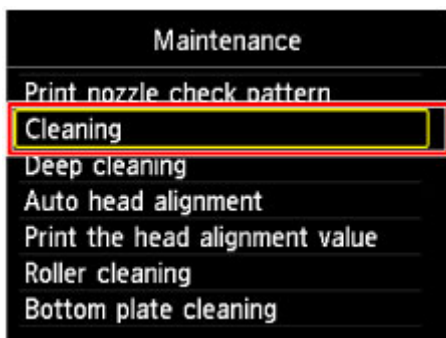 Maintenance
Print nozzle check pattern
Cleaning
Deep cleaning
Auto head alignment
Print the head alignment value
Roller cleaning
Bottom plate cleaning